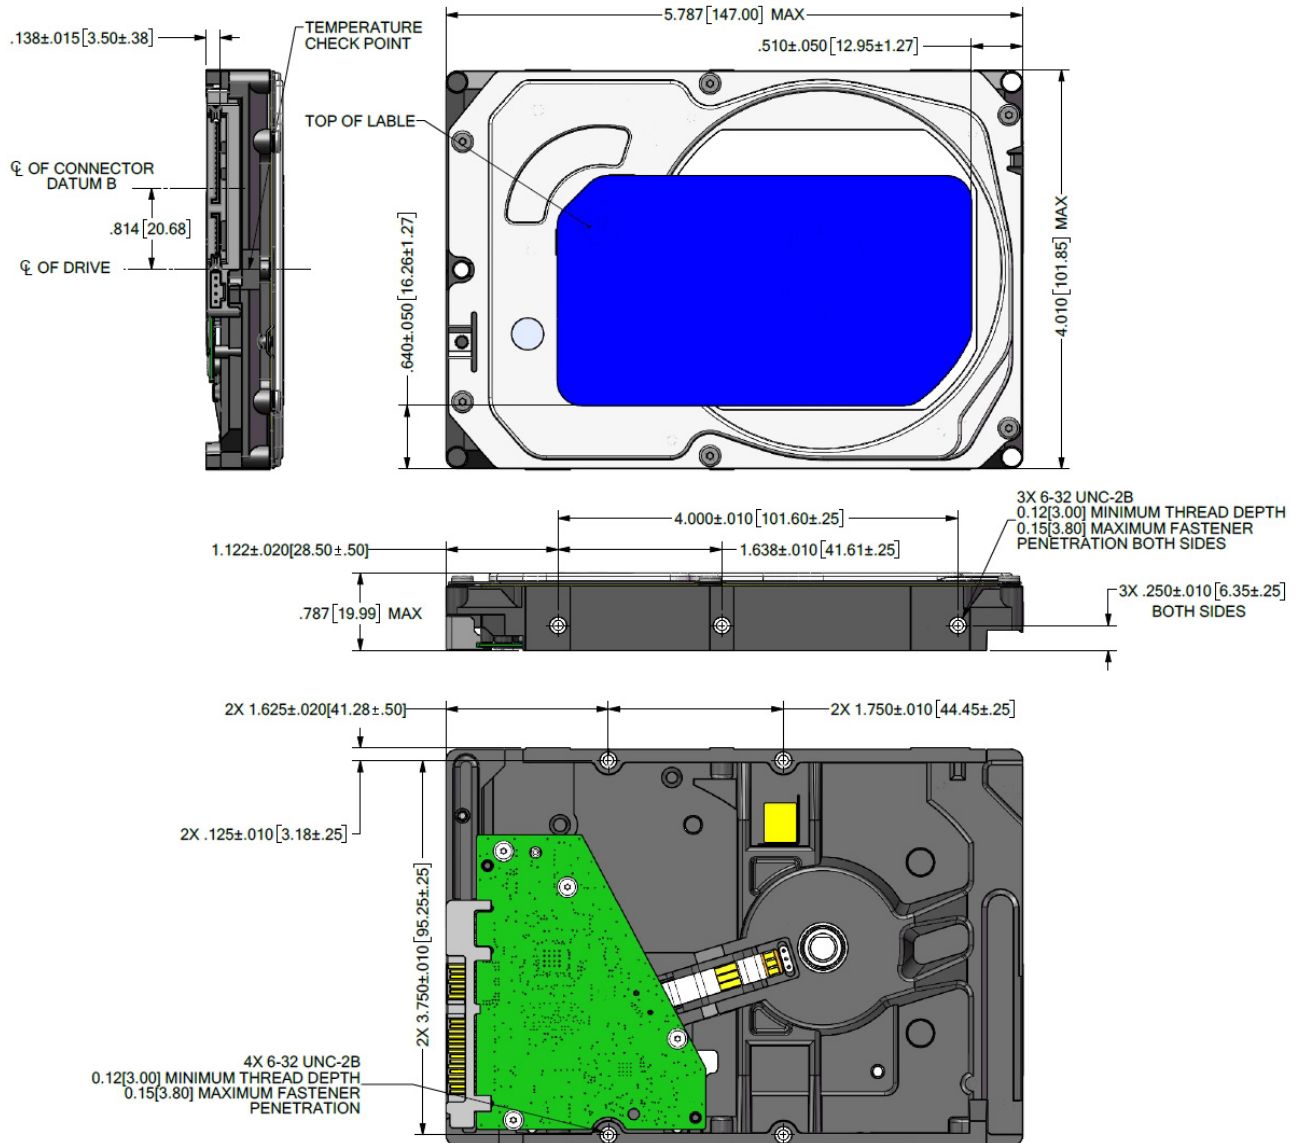 5.787[147.00] MAX
.138±.015[3.50±.38]
TEMPERATURE
CHECK POINT
.510±.050[12.95±1.27]
TOP OF LABLE
℄ OF CONNECTOR
DATUM B
.814[20.68]
℄ OF DRIVE
.640±.050[16.26±1.27]
4.010[101.85] MAX
3X 6-32 UNC-2B
0.12[3.00] MINIMUM THREAD DEPTH
0.15[3.80] MAXIMUM FASTENER
PENETRATION BOTH SIDES
4.000±.010[101.60±.25]
1.122±.020[28.50±.50]
1.638±.010[41.61±.25]
.787[19.99] MAX
3X .250±.010[6.35±.25]
BOTH SIDES
2X 1.625±.020[41.28±.50]
2X 1.750±.010[44.45±.25]
2X .125±.010[3.18±.25]
2X 3.750±.010[95.25±.25]
4X 6-32 UNC-2B
0.12[3.00] MINIMUM THREAD DEPTH
0.15[3.80] MAXIMUM FASTENER
PENETRATION